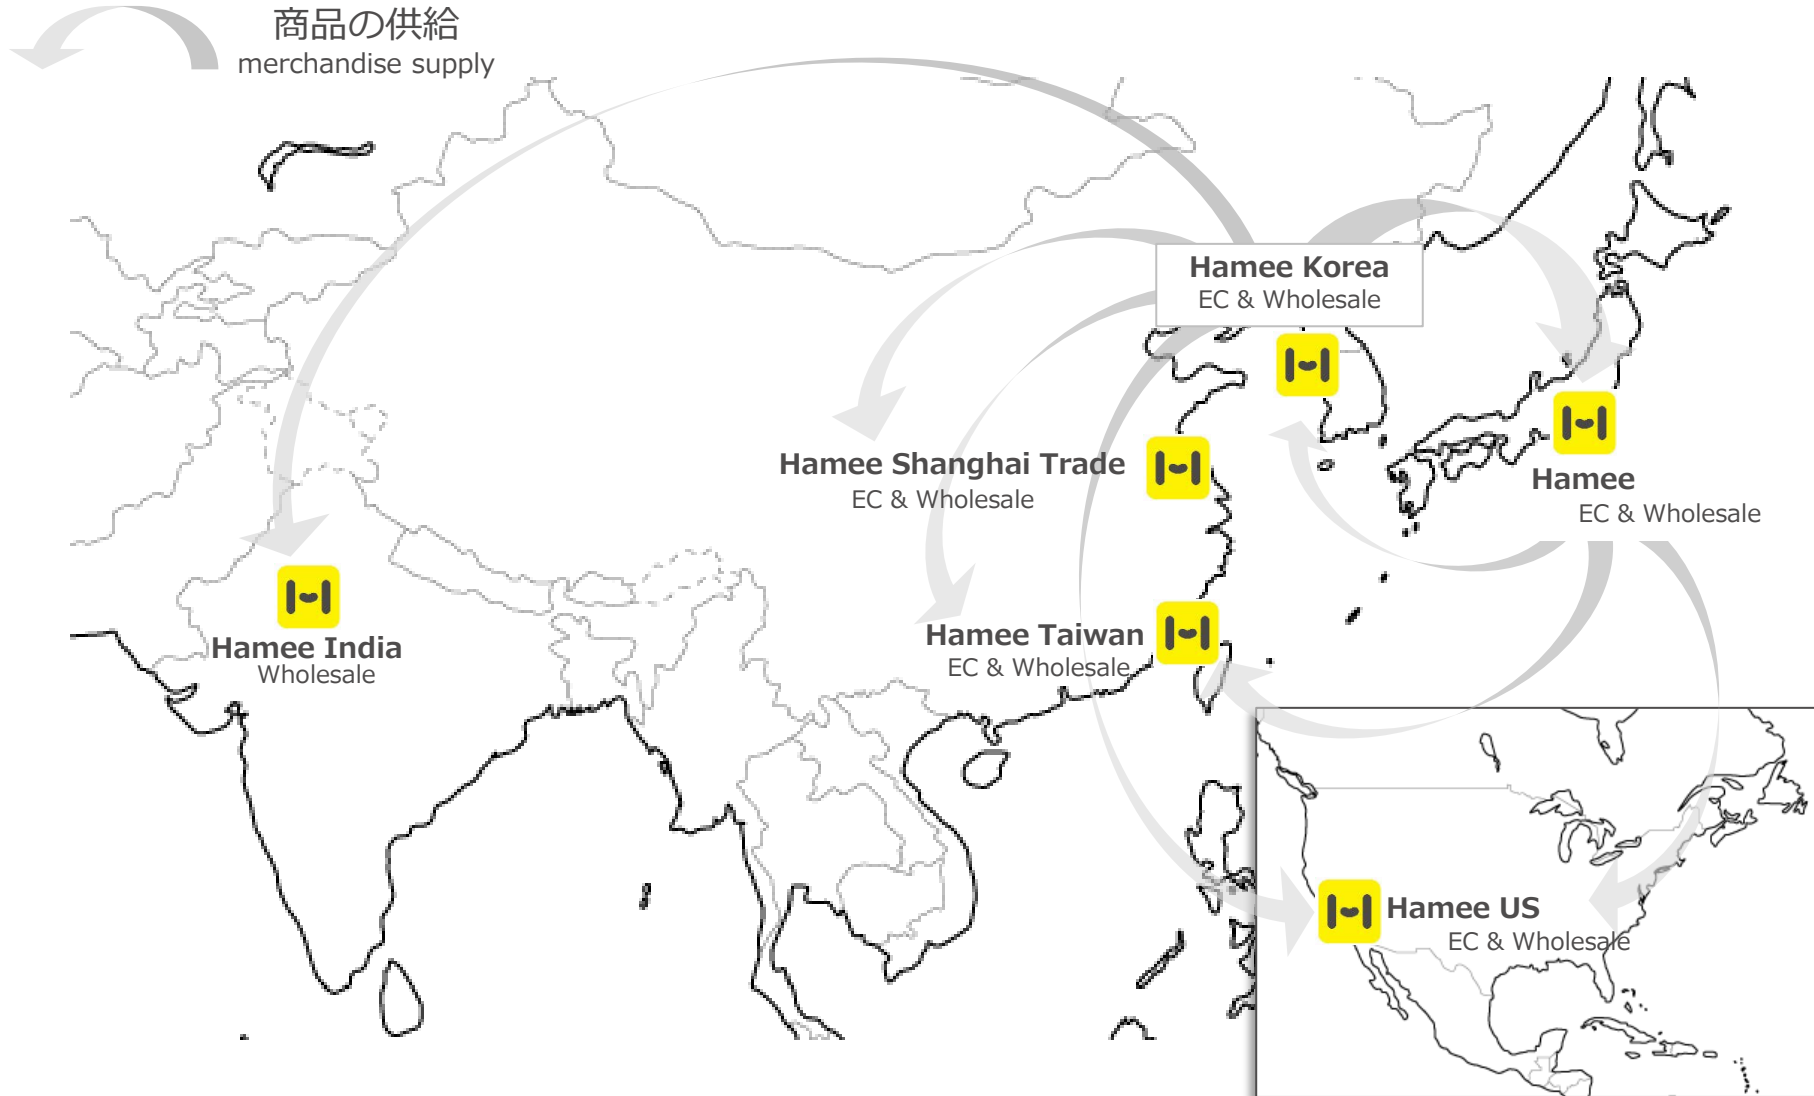 商品の供給
merchandise supply
Hamee Korea
EC & Wholesale
Hamee Shanghai Trade
EC & Wholesale
Hamee
EC & Wholesale
Hamee India
Wholesale
Hamee Taiwan
EC & Wholesale
Hamee US
EC & Wholesale